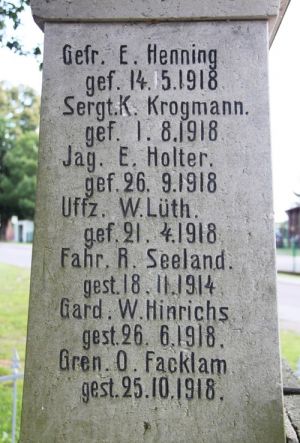 Gefr. E. Henning
gef. 14.5.1918
Sergt. K. Krogmann.
gef. 1. 8.1918
Jag. E. Holter.
gef. 26. 9.1918
Uffz. W. Lüth.
gef. 21. 4.1918
Fahr. R. Seeland.
gest. 18. 11.1914
Gard. W. Hinrichs
gest. 26. 6.1918.
Gren. O. Facklam
gest. 25.10.1918.